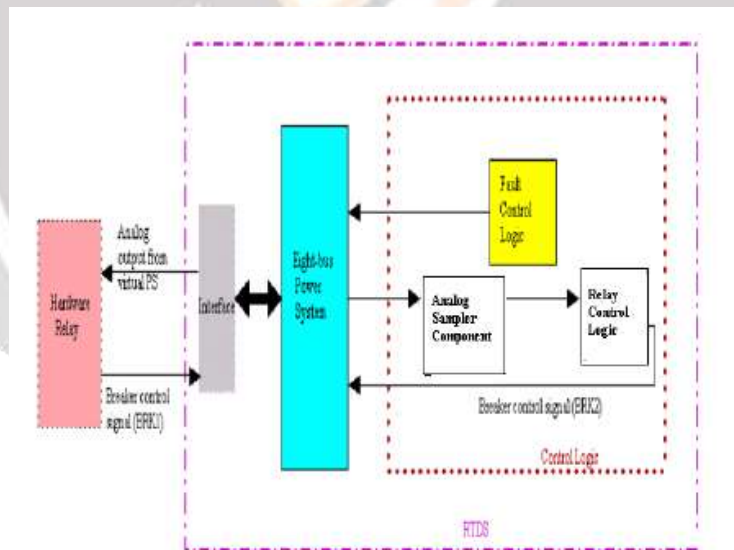 Analog
output from
virtual PS
Hardware
Relay
Breaker control
signal (BRK1)
Interface
Eight-bus
Power
System
Fault
Control
Logic
Analog
Sampler
Component
Relay
Control
Logic
Breaker control signal (BRK2)
Control Logic
RTDS